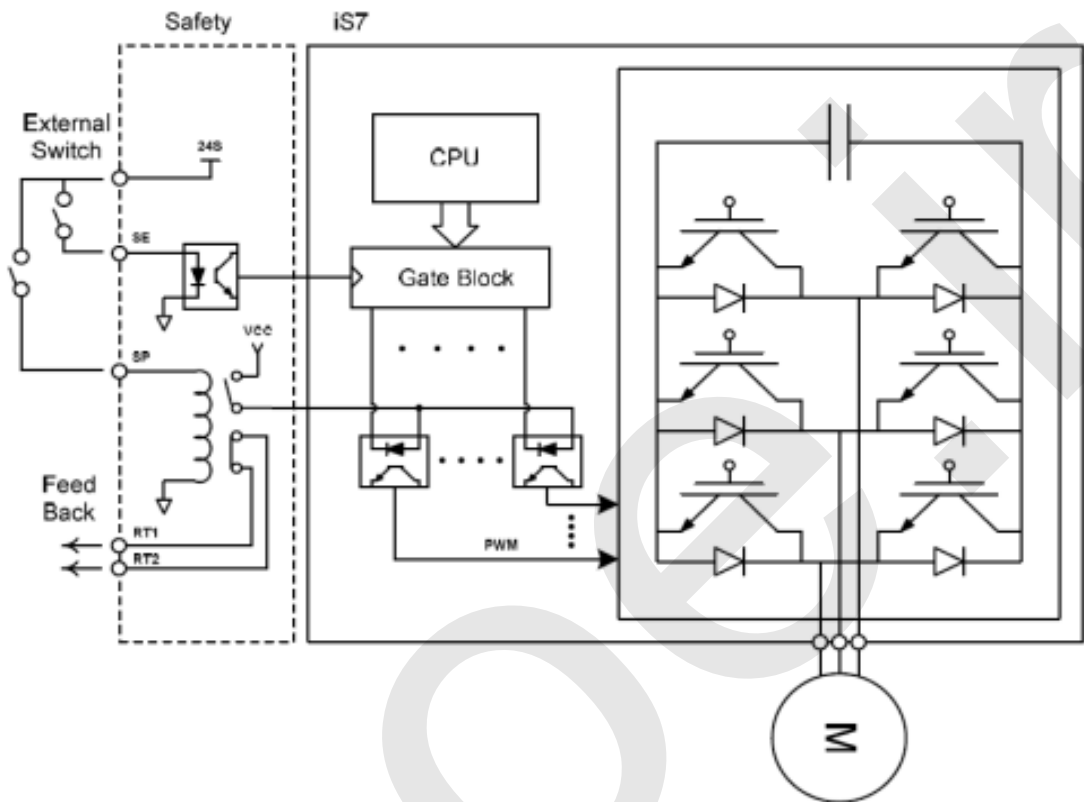 Safety
iS7
External
Switch
24S
CPU
SE
Gate Block
VCC
SP
Feed
Back
RT1
RT2
PWM
M